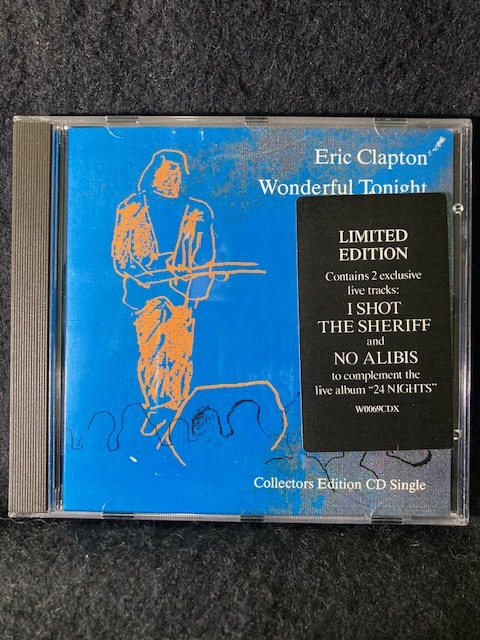 Eric Clapton
Wonderful Tonight
LIMITED
EDITION
Contains 2 exclusive
live tracks:
I SHOT
THE SHERIFF
and
NO ALIBIS
to complement the
live album “24 NIGHTS”
W0069CDX
Collectors Edition CD Single